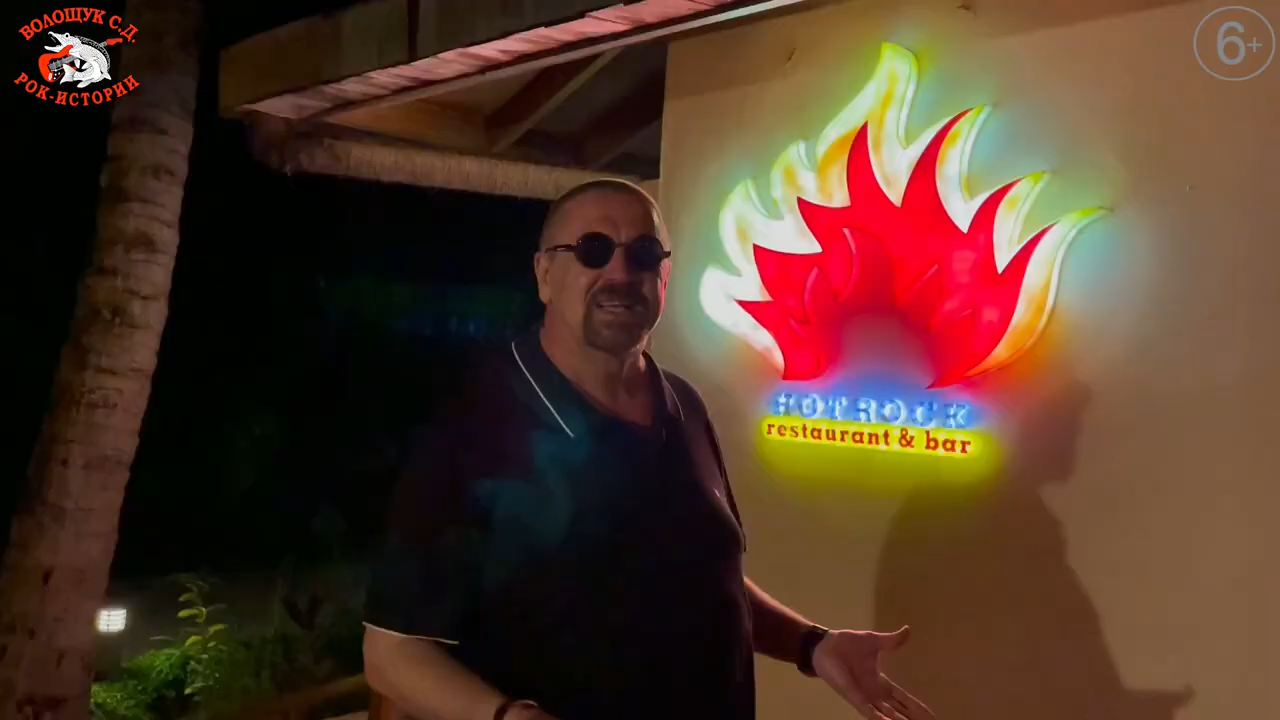 ВОЛОЩУК С.Д.
РОК-ИСТОРИИ
6+
HOTROCK
restaurant & bar